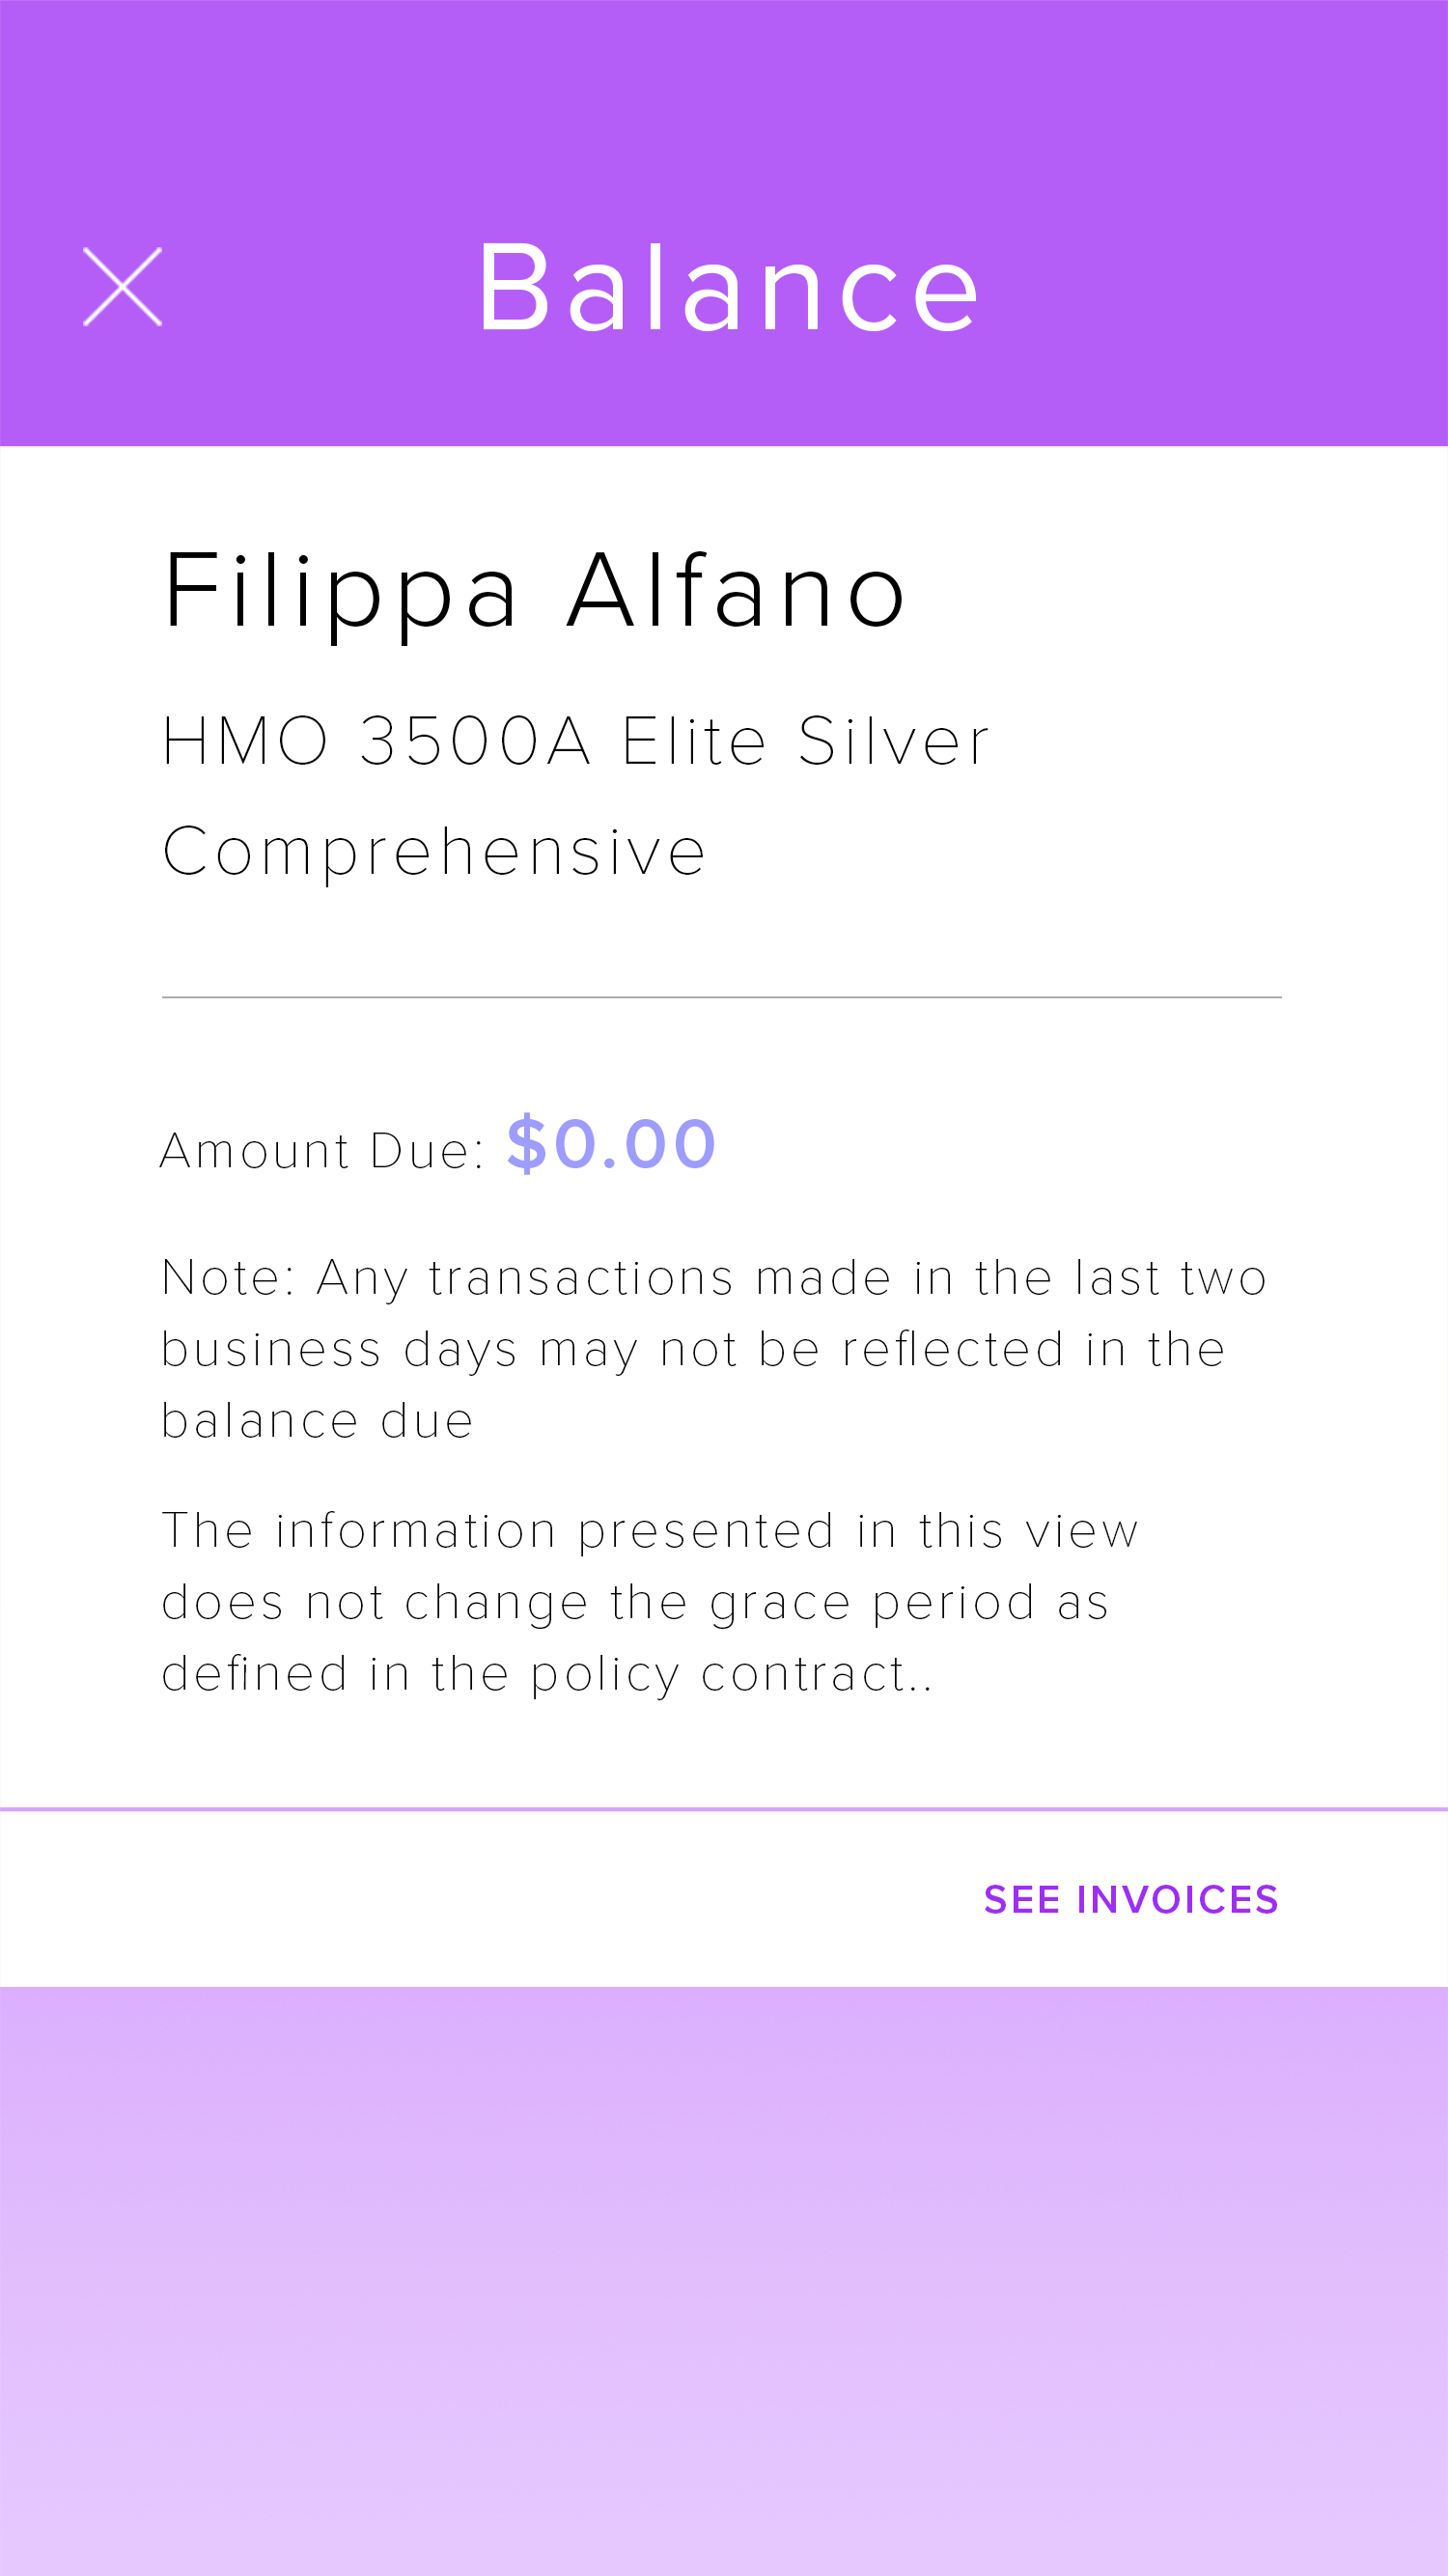 Balance
Filippa Alfano
HMO 3500A Elite Silver
Comprehensive
Amount Due: $0.00
Note: Any transactions made in the last two
business days may not be reflected in the
balance due
The information presented in this view
does not change the grace period as
defined in the policy contract..
SEE INVOICES